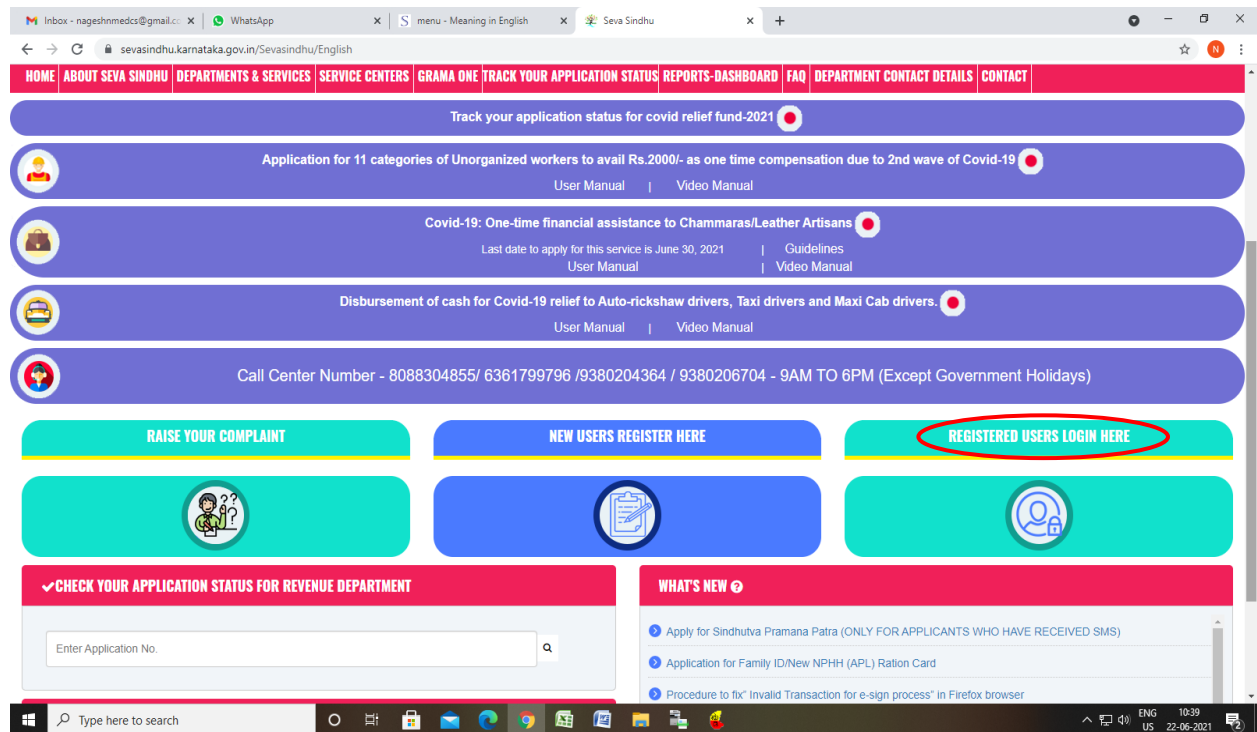 Inbox - nageshnmedcs@gmail.cc
WhatsApp
S menu - Meaning in English
Seva Sindhu
sevasindhu.karnataka.gov.in/Sevasindhu/English
N
HOME ABOUT SEVA SINDHU DEPARTMENTS & SERVICES SERVICE CENTERS GRAMA ONE TRACK YOUR APPLICATION STATUS REPORTS-DASHBOARD FAQ DEPARTMENT CONTACT DETAILS CONTACT
Track your application status for covid relief fund-2021
Application for 11 categories of Unorganized workers to avail Rs.2000/- as one time compensation due to 2nd wave of Covid-19
User Manual | Video Manual
Covid-19: One-time financial assistance to Chammaras/Leather Artisans
Last date to apply for this service is June 30, 2021 | Guidelines
User Manual | Video Manual
Disbursement of cash for Covid-19 relief to Auto-rickshaw drivers, Taxi drivers and Maxi Cab drivers.
User Manual | Video Manual
Call Center Number - 8088304855/ 6361799796 /9380204364 / 9380206704 - 9AM TO 6PM (Except Government Holidays)
RAISE YOUR COMPLAINT
NEW USERS REGISTER HERE
REGISTERED USERS LOGIN HERE
CHECK YOUR APPLICATION STATUS FOR REVENUE DEPARTMENT
Enter Application No.
WHAT'S NEW
Apply for Sindhutva Pramana Patra (ONLY FOR APPLICANTS WHO HAVE RECEIVED SMS)
Application for Family ID/New NPHH (APL) Ration Card
Procedure to fix" Invalid Transaction for e-sign process" in Firefox browser
Type here to search
ENG 10:39
US 22-06-2021
2